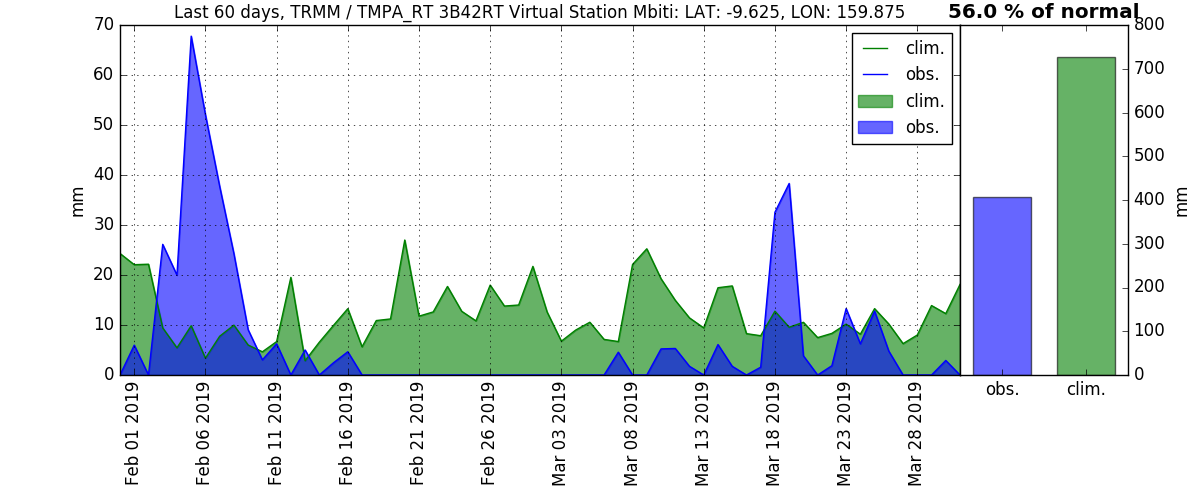 Last 60 days, TRMM / TMPA_RT 3B42RT Virtual Station Mbiti: LAT: -9.625, LON: 159.875
56.0 % of normal
70
60
50
40
30
20
10
0
mm
clim.
obs.
clim.
obs.
Feb 01 2019
Feb 06 2019
Feb 11 2019
Feb 16 2019
Feb 21 2019
Feb 26 2019
Mar 03 2019
Mar 08 2019
Mar 13 2019
Mar 18 2019
Mar 23 2019
Mar 28 2019
800
700
600
500
400
300
200
100
0
mm
obs.
clim.